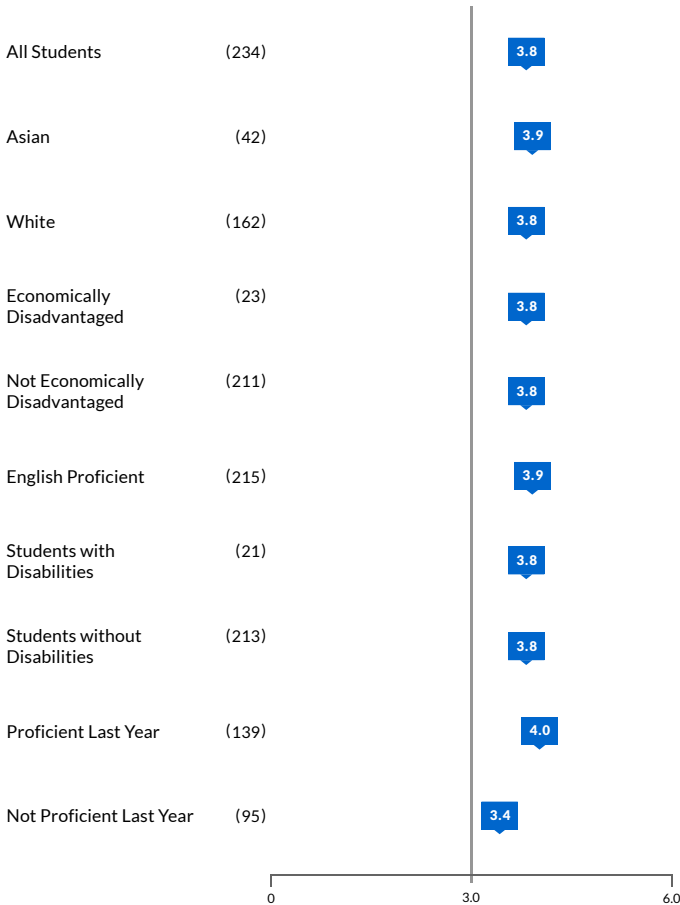 All Students (234) 3.8
Asian (42) 3.9
White (162) 3.8
Economically (23)
Disadvantaged 3.8
Not Economically (211)
Disadvantaged 3.8
English Proficient (215) 3.9
Students with (21)
Disabilities 3.8
Students without (213)
Disabilities 3.8
Proficient Last Year (139) 4.0
Not Proficient Last Year (95) 3.4
0 3.0 6.0